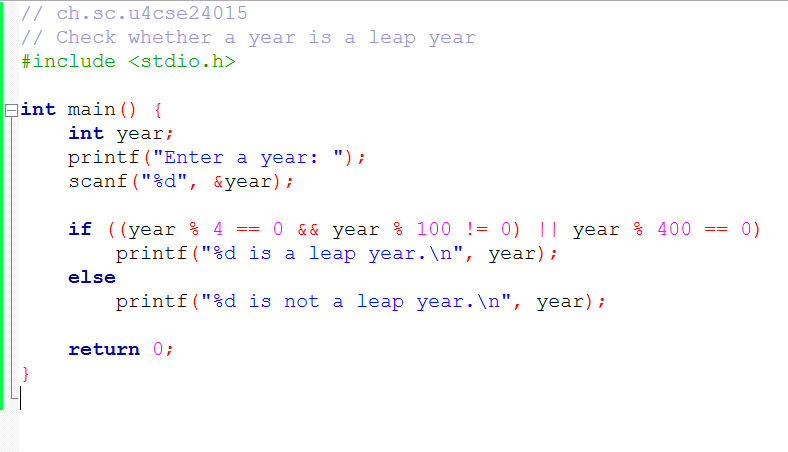 // ch.sc.u4cse24015
// Check whether a year is a leap year
#include <stdio.h>

int main() {
    int year;
    printf("Enter a year: ");
    scanf("%d", &year);

    if ((year % 4 == 0 && year % 100 != 0) || year % 400 == 0)
        printf("%d is a leap year.\n", year);
    else
        printf("%d is not a leap year.\n", year);

    return 0;
}